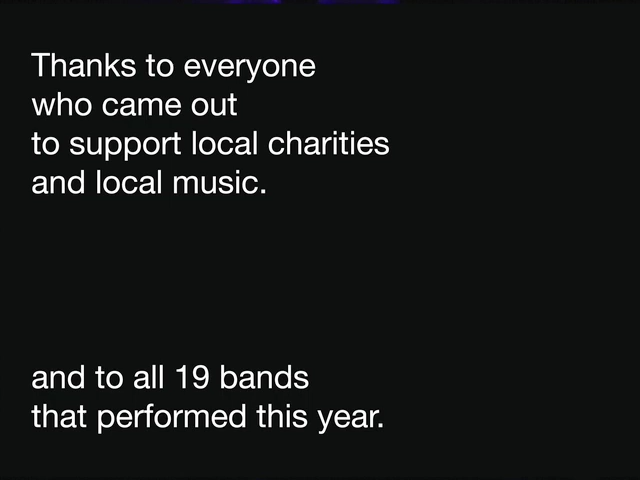 Thanks to everyone
who came out
to support local charities
and local music.
and to all 19 bands
that performed this year.